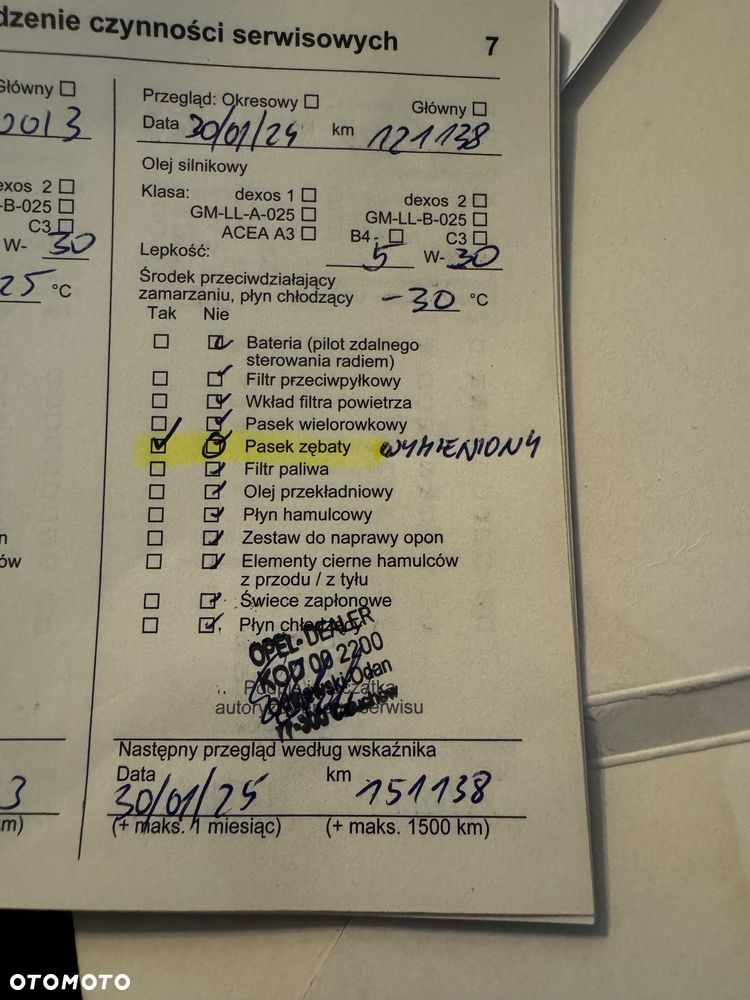 dzenie czynności serwisowych 7
Główny
2013
dexos 2
-B-025
C3
W- 30
25 °C
Przegląd: Okresowy Główny
Data 30/01/24 km 121138
Olej silnikowy
Klasa: dexos 1 dexos 2
GM-LL-A-025 GM-LL-B-025
ACEA A3 B4- C3
Lepkość: 5 W- 30
Środek przeciwdziałający
zamarzaniu, płyn chłodzący -30 °C
Tak Nie
Bateria (pilot zdalnego
sterowania radiem)
Filtr przeciwpyłkowy
Wkład filtra powietrza
Pasek wielorowkowy
Pasek zębaty WYMIENIONY
Filtr paliwa
Olej przekładniowy
Płyn hamulcowy
Zestaw do naprawy opon
Elementy cierne hamulców
z przodu / z tyłu
Świece zapłonowe
Płyn chłodzący
OPEL-DEALER
KOD 00 2200
autory serwisu
Następny przegląd według wskaźnika
Data 30/01/25 km 151138
(+ maks. 1 miesiąc) (+ maks. 1500 km)
3
m)
n
ów
OTOMOTO